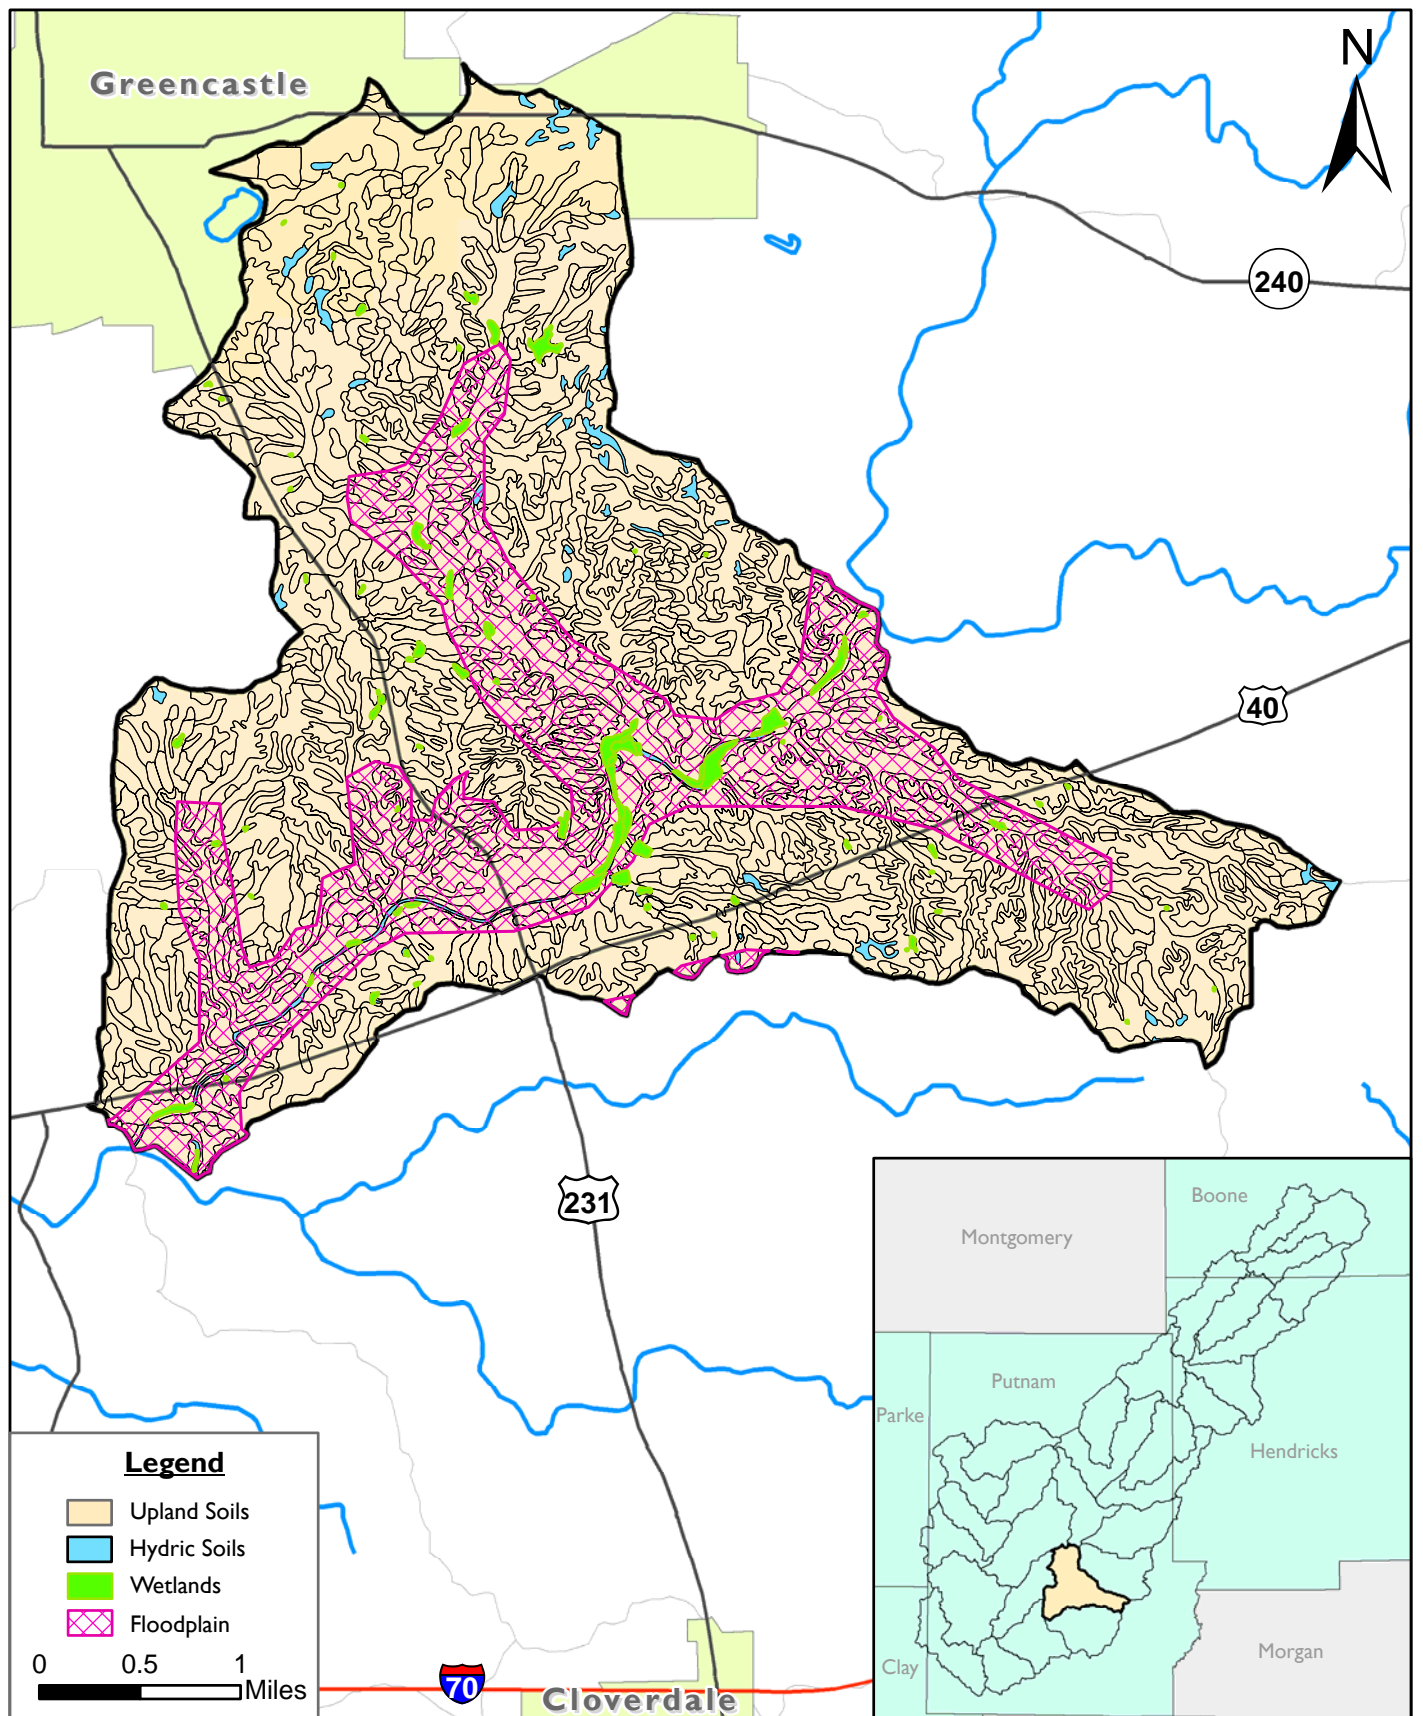 N
Greencastle
240
40
231
Boone
Montgomery
Putnam
Parke
Hendricks
Morgan
Clay
Legend
Upland Soils
Hydric Soils
Wetlands
Floodplain
0 0.5 1
Miles
70
Cloverdale